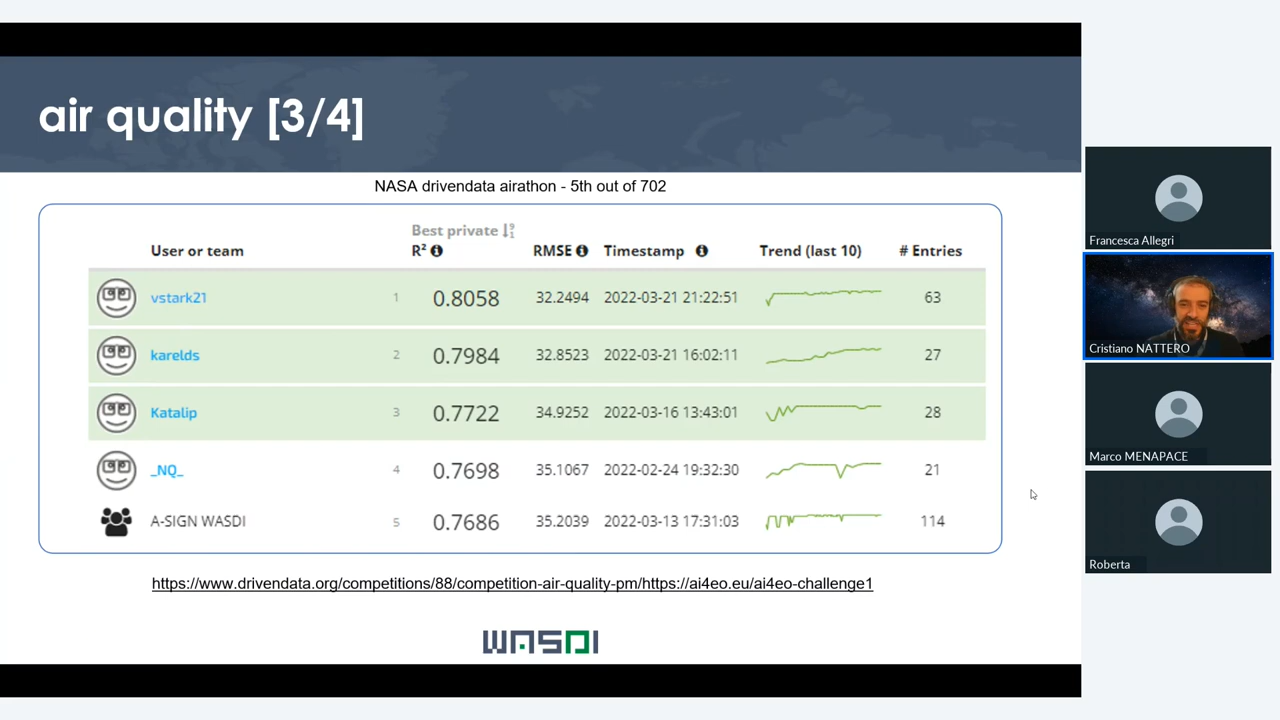 air quality [3/4]
NASA drivendata airathon - 5th out of 702
Best private
User or team R² RMSE Timestamp Trend (last 10) # Entries
vstark21 1 0.8058 32.2494 2022-03-21 21:22:51 63
karelds 2 0.7984 32.8523 2022-03-21 16:02:11 27
Katalip 3 0.7722 34.9252 2022-03-16 13:43:01 28
_NQ_ 4 0.7698 35.1067 2022-02-24 19:32:30 21
A-SIGN WASDI 5 0.7686 35.2039 2022-03-13 17:31:03 114
https://www.drivendata.org/competitions/88/competition-air-quality-pm/https://ai4eo.eu/ai4eo-challenge1
WASDI
Francesca Allegri
Cristiano NATTERO
Marco MENAPACE
Roberta